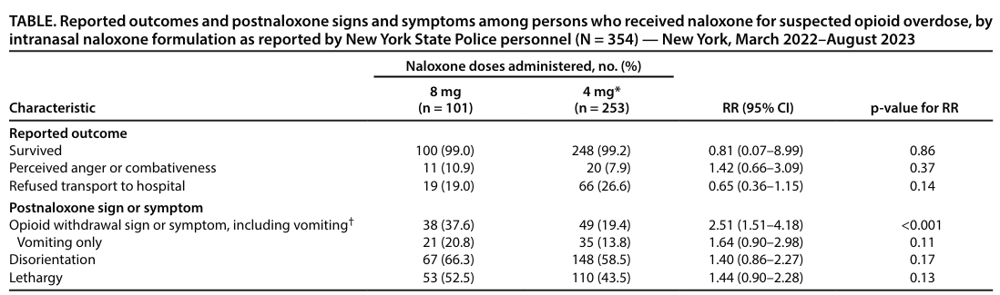 TABLE. Reported outcomes and postnaloxone signs and symptoms among persons who received naloxone for suspected opioid overdose, by
intranasal naloxone formulation as reported by New York State Police personnel (N = 354) — New York, March 2022–August 2023
Naloxone doses administered, no. (%)
8 mg 4 mg*
Characteristic (n = 101) (n = 253) RR (95% CI) p-value for RR
Reported outcome
Survived 100 (99.0) 248 (99.2) 0.81 (0.07–8.99) 0.86
Perceived anger or combativeness 11 (10.9) 20 (7.9) 1.42 (0.66–3.09) 0.37
Refused transport to hospital 19 (19.0) 66 (26.6) 0.65 (0.36–1.15) 0.14
Postnaloxone sign or symptom
Opioid withdrawal sign or symptom, including vomiting† 38 (37.6) 49 (19.4) 2.51 (1.51–4.18) <0.001
Vomiting only 21 (20.8) 35 (13.8) 1.64 (0.90–2.98) 0.11
Disorientation 67 (66.3) 148 (58.5) 1.40 (0.86–2.27) 0.17
Lethargy 53 (52.5) 110 (43.5) 1.44 (0.90–2.28) 0.13